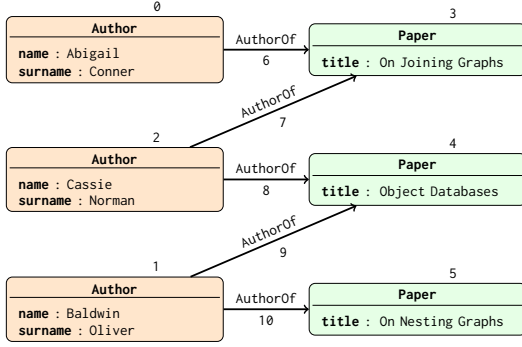 0
Author
name : Abigail
surname : Conner
AuthorOf
6
3
Paper
title : On Joining Graphs
AuthorOf
7
2
Author
name : Cassie
surname : Norman
AuthorOf
8
4
Paper
title : Object Databases
AuthorOf
9
1
Author
name : Baldwin
surname : Oliver
AuthorOf
10
5
Paper
title : On Nesting Graphs